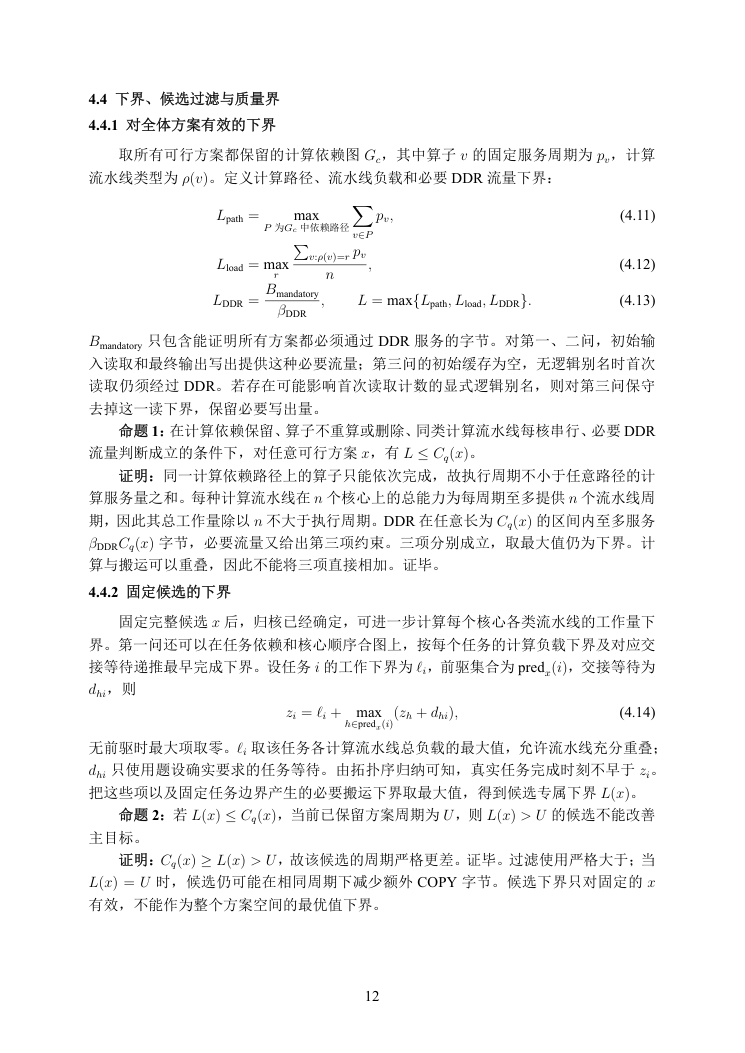 4.4 下界、候选过滤与质量界
4.4.1 对全体方案有效的下界
取所有可行方案都保留的计算依赖图 G_c，其中算子 v 的固定服务周期为 p_v，计算
流水线类型为 ρ(v)。定义计算路径、流水线负载和必要 DDR 流量下界：
L_path = max_{P 为G_c 中依赖路径} ∑_{v∈P} p_v, (4.11)
L_load = max_r \frac{∑_{v:ρ(v)=r} p_v}{n}, (4.12)
L_DDR = \frac{B_mandatory}{β_DDR}, L = max{L_path, L_load, L_DDR}. (4.13)
B_mandatory 只包含能证明所有方案都必须通过 DDR 服务的字节。对第一、二问，初始输
入读取和最终输出写出提供这种必要流量；第三问的初始缓存为空，无逻辑别名时首次
读取仍须经过 DDR。若存在可能影响首次读取计数的显式逻辑别名，则对第三问保守
去掉这一读下界，保留必要写出量。
命题 1：在计算依赖保留、算子不重算或删除、同类计算流水线每核串行、必要 DDR
流量判断成立的条件下，对任意可行方案 x，有 L ≤ C_q(x)。
证明：同一计算依赖路径上的算子只能依次完成，故执行周期不小于任意路径的计
算服务量之和。每种计算流水线在 n 个核心上的总能力为每周期至多提供 n 个流水线周
期，因此其总工作量除以 n 不大于执行周期。DDR 在任意长为 C_q(x) 的区间内至多服务
β_DDR C_q(x) 字节，必要流量又给出第三项约束。三项分别成立，取最大值仍为下界。计
算与搬运可以重叠，因此不能将三项直接相加。证毕。
4.4.2 固定候选的下界
固定完整候选 x 后，归核已经确定，可进一步计算每个核心各类流水线的工作量下
界。第一问还可以在任务依赖和核心顺序合图上，按每个任务的计算负载下界及对应交
接等待递推最早完成下界。设任务 i 的工作下界为 ℓ_i，前驱集合为 pred_x(i)，交接等待为
d_{hi}，则
z_i = ℓ_i + max_{h∈pred_x(i)} (z_h + d_{hi}), (4.14)
无前驱时最大项取零。ℓ_i 取该任务各计算流水线总负载的最大值，允许流水线充分重叠；
d_{hi} 只使用题设确实要求的任务等待。由拓扑序归纳可知，真实任务完成时刻不早于 z_i。
把这些项以及固定任务边界产生的必要搬运下界取最大值，得到候选专属下界 L(x)。
命题 2：若 L(x) ≤ C_q(x)，当前已保留方案周期为 U，则 L(x) > U 的候选不能改善
主目标。
证明：C_q(x) ≥ L(x) > U，故该候选的周期严格更差。证毕。过滤使用严格大于；当
L(x) = U 时，候选仍可能在相同周期下减少额外 COPY 字节。候选下界只对固定的 x
有效，不能作为整个方案空间的最优值下界。
12